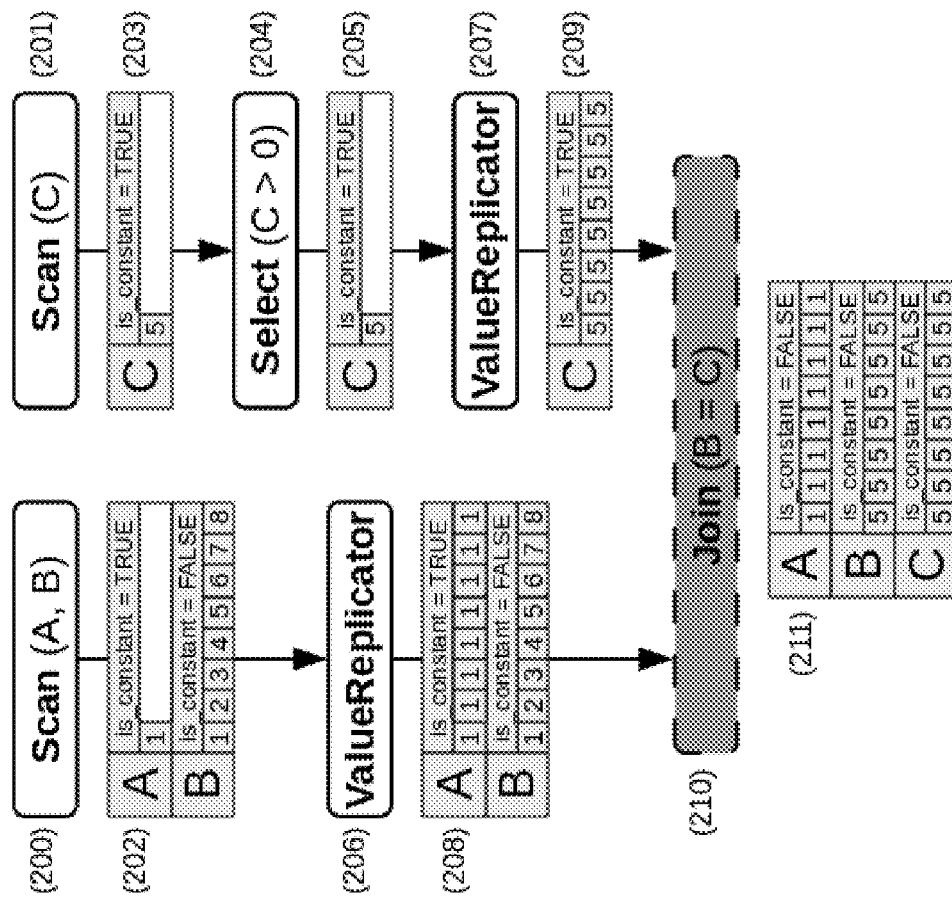 (200)
Scan (A, B)
Scan (C)
(201)
(202)
A
is_constant = TRUE
1
B
is_constant = FALSE
1 2 3 4 5 6 7 8
C
is_constant = TRUE
5
(203)
Select (C > 0)
(204)
C
is_constant = TRUE
5
(205)
(206)
ValueReplicator
(208)
A
is_constant = TRUE
1 1 1 1 1 1 1 1
B
is_constant = FALSE
1 2 3 4 5 6 7 8
ValueReplicator
(207)
C
is_constant = TRUE
5 5 5 5 5 5 5 5
(209)
(210)
Join (B = C)
(211)
A
is_constant = FALSE
1 1 1 1 1 1 1 1
B
is_constant = FALSE
5 5 5 5 5 5 5 5
C
is_constant = FALSE
5 5 5 5 5 5 5 5